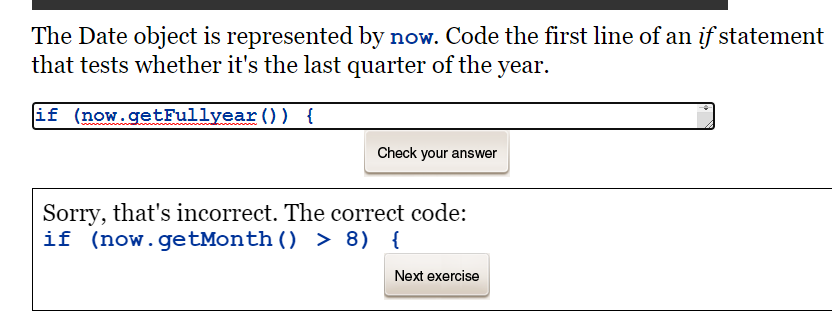 The Date object is represented by now. Code the first line of an if statement
that tests whether it's the last quarter of the year.
if (now.getFullyear()) {
Check your answer
Sorry, that's incorrect. The correct code:
if (now.getMonth() > 8) {
Next exercise